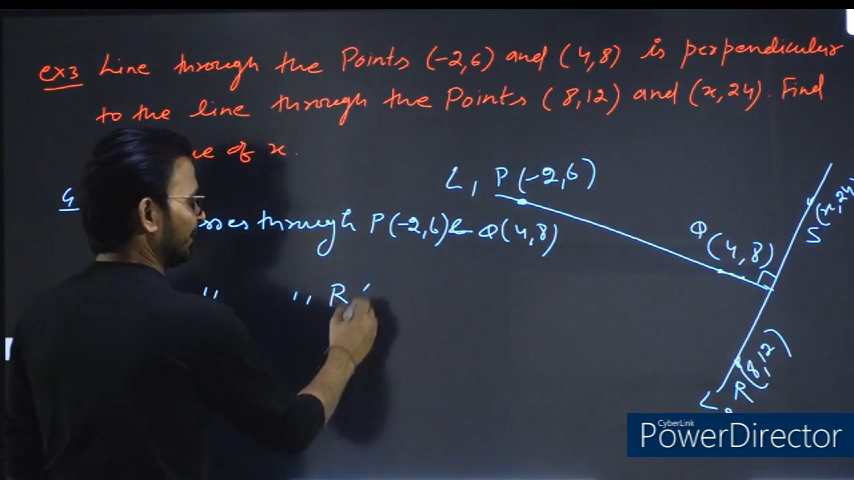 ex3 Line through the Points (-2,6) and (4,8) is perpendicular
to the line through the Points (8,12) and (x,24). Find
of x.
L, P(-2,6)
through P(-2,6) & Q(4,8)
Q(4,8)
S(x,24)
" " R
R(8,12)
L2
CyberLink
PowerDirector